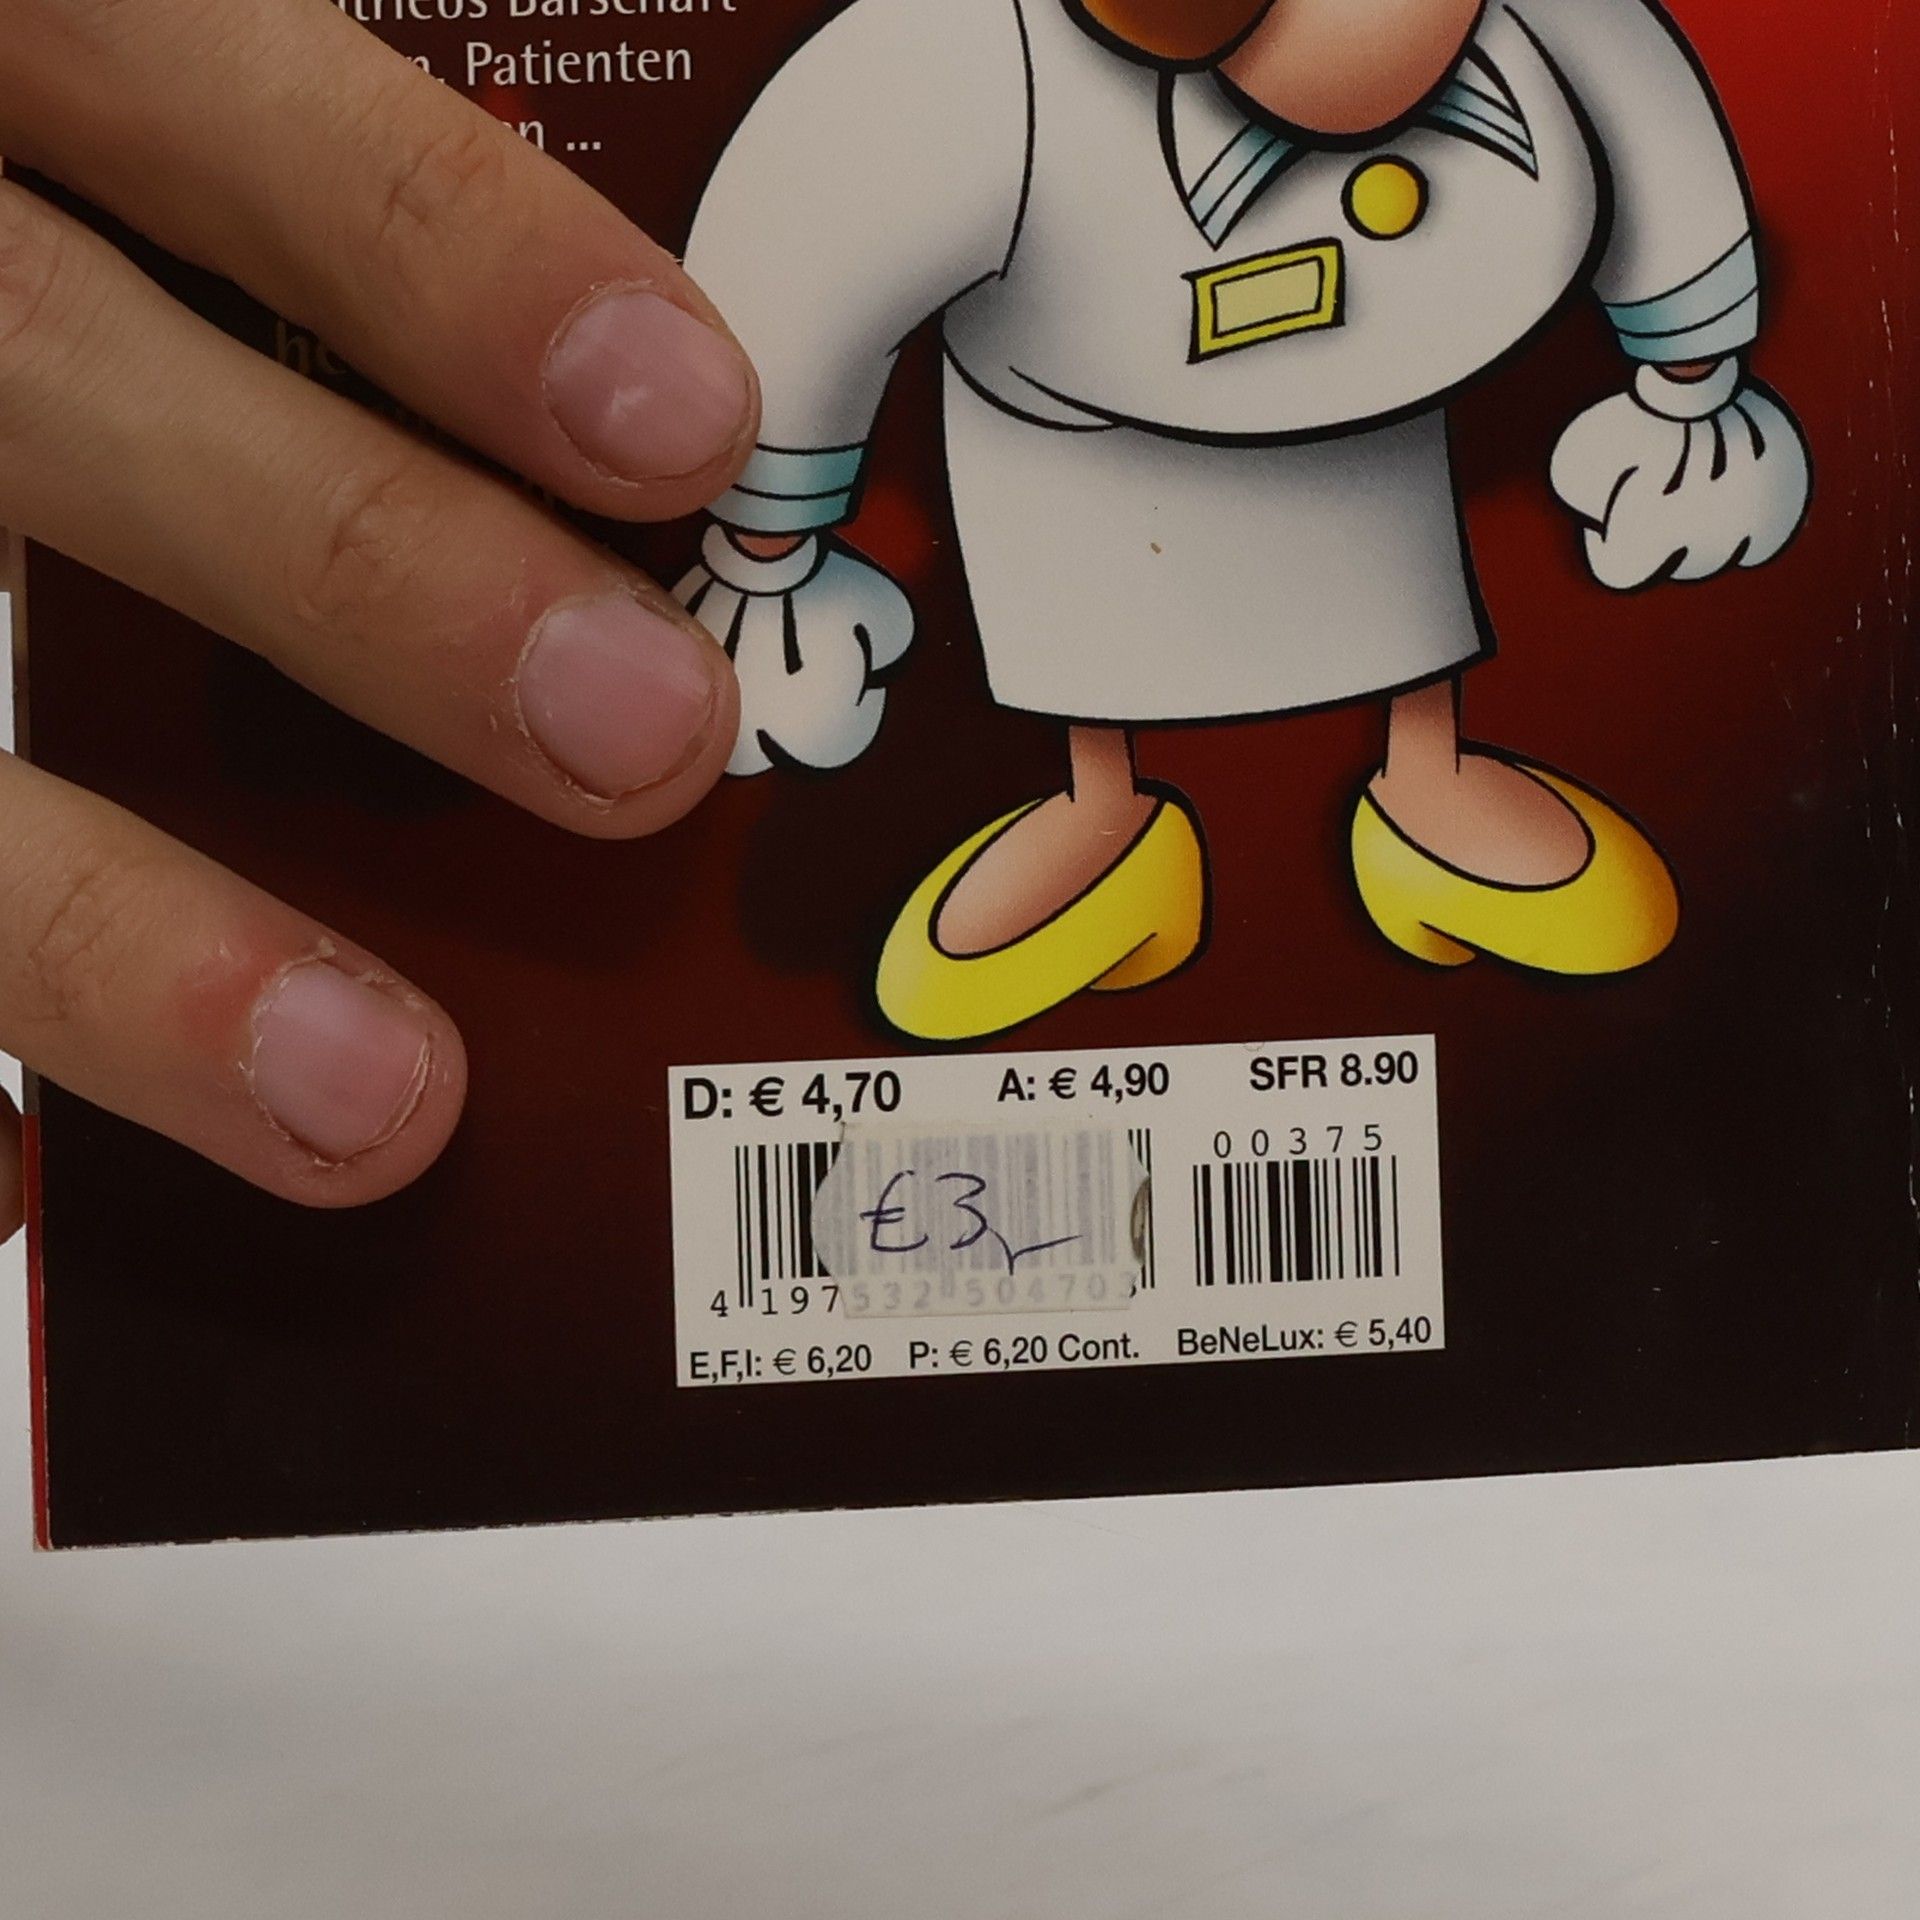 Barschaft
Patienten
...
D: € 4,70 A: € 4,90 SFR 8.90
00375
€3,-
4 197532 504703
E,F,I: € 6,20 P: € 6,20 Cont. BeNeLux: € 5,40